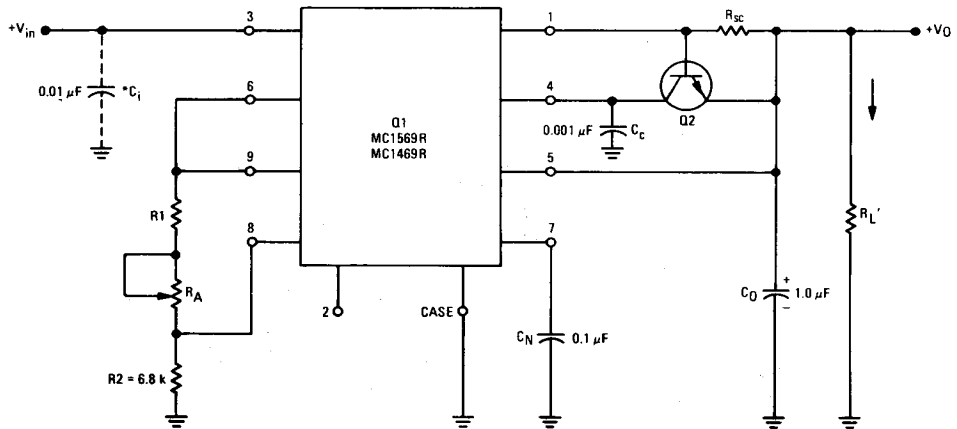 +Vin
3
1
RSC
+VO
0.01 µF
*Ci
6
4
Q1
MC1569R
MC1469R
0.001 µF
Cc
Q2
9
5
R1
8
7
RL'
RA
2
CASE
CN
0.1 µF
CO
+
1.0 µF
−
R2 = 6.8 k